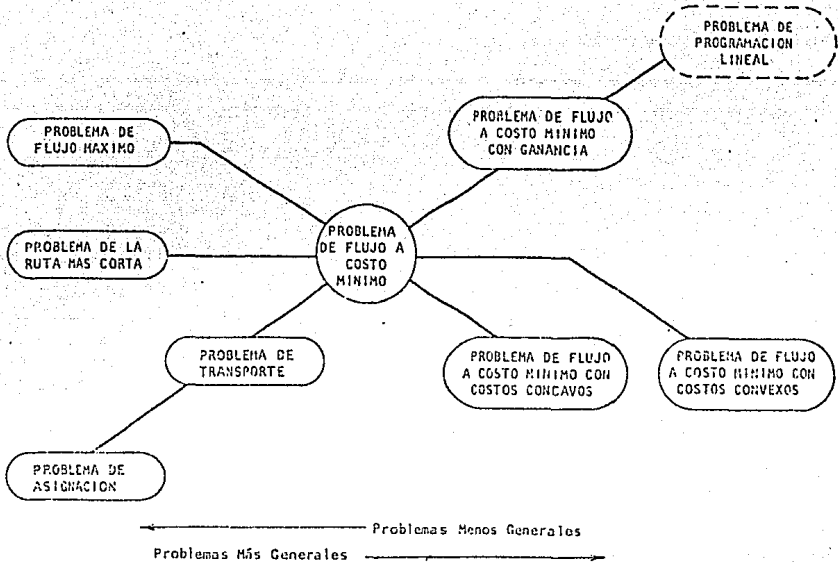 PROBLEMA DE
PROGRAMACION
LINEAL
PROBLEMA DE FLUJO
A COSTO MINIMO
CON GANANCIA
PROBLEMA DE
FLUJO MAXIMO
PROBLEMA
DE FLUJO A
COSTO
MINIMO
PROBLEMA DE LA
RUTA MAS CORTA
PROBLEMA DE
TRANSPORTE
PROBLEMA DE FLUJO
A COSTO MINIMO CON
COSTOS CONCAVOS
PROBLEMA DE FLUJO
A COSTO MINIMO CON
COSTOS CONVEXOS
PROBLEMA DE
ASIGNACION
Problemas Menos Generales
Problemas Más Generales